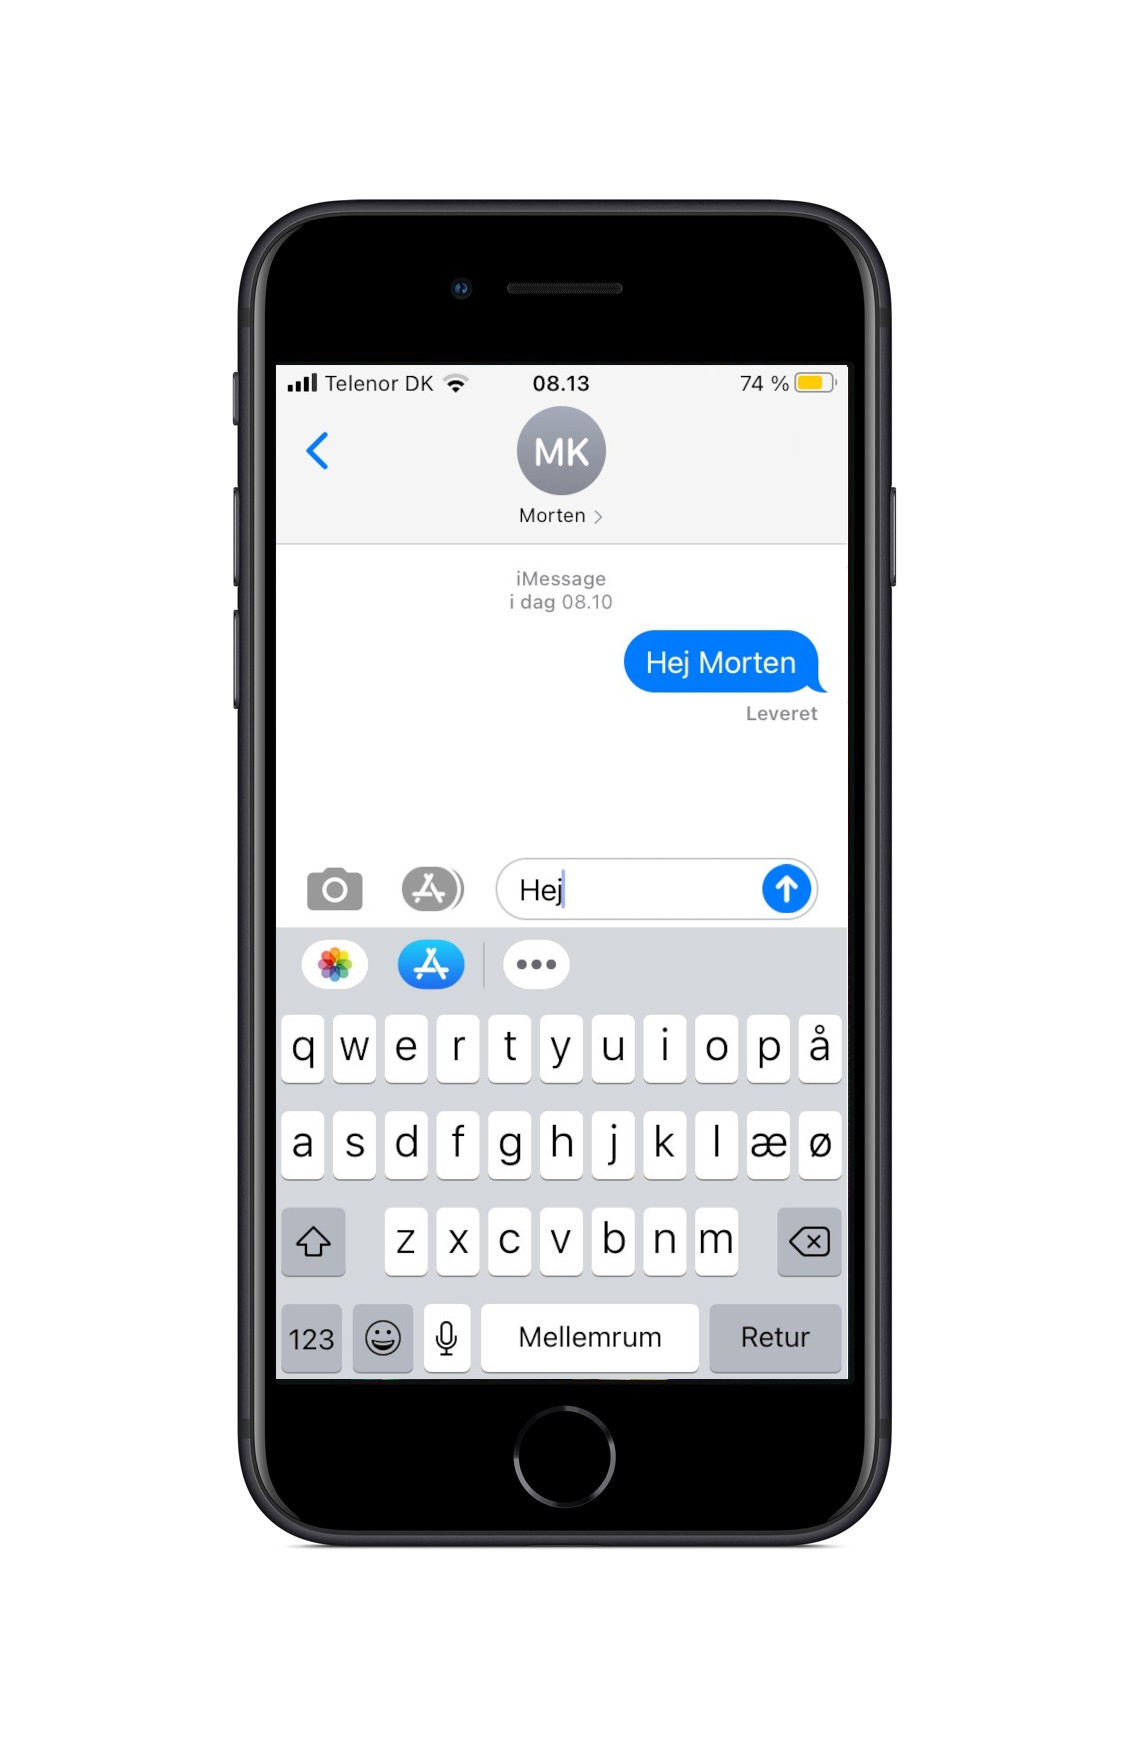 Telenor DK 08.13 74 %
MK
Morten
iMessage
i dag 08.10
Hej Morten
Leveret
Hej
q w e r t y u i o p å
a s d f g h j k l æ ø
z x c v b n m
123 Mellemrum Retur